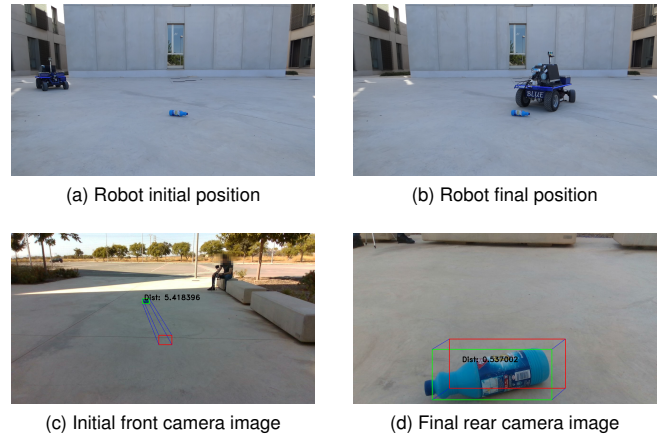 BLUE
(a) Robot initial position
(b) Robot final position
Dist: 5.418396
Dist: 0.537002
(c) Initial front camera image
(d) Final rear camera image